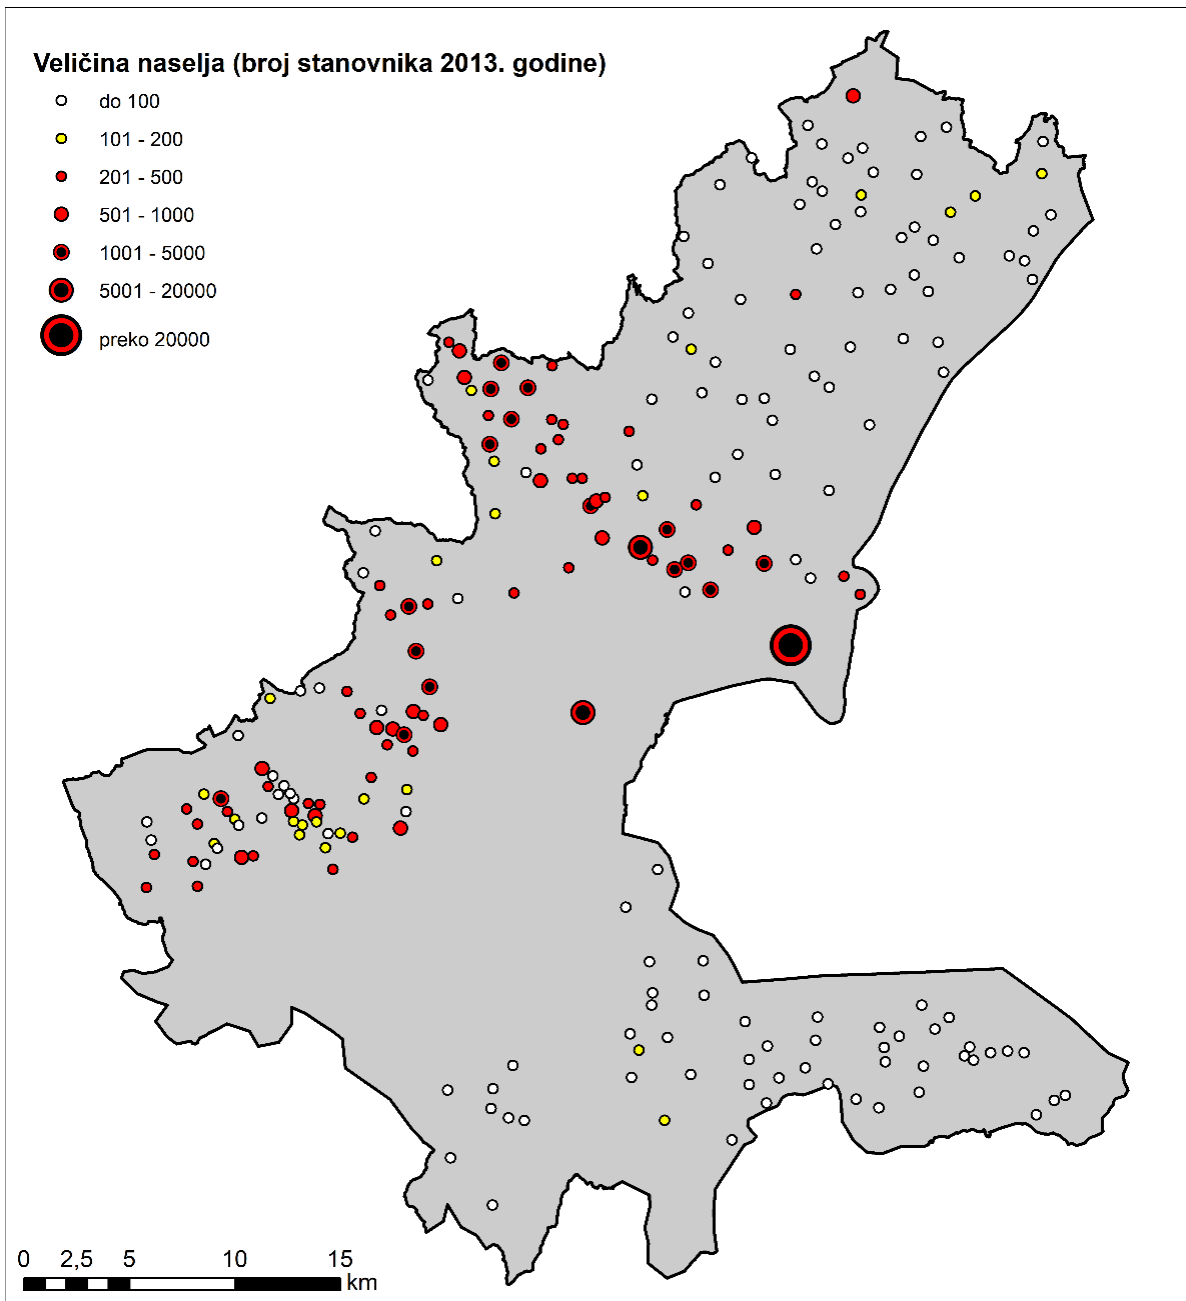 Veličina naselja (broj stanovnika 2013. godine)
do 100
101 - 200
201 - 500
501 - 1000
1001 - 5000
5001 - 20000
preko 20000
0 2,5 5 10 15
km